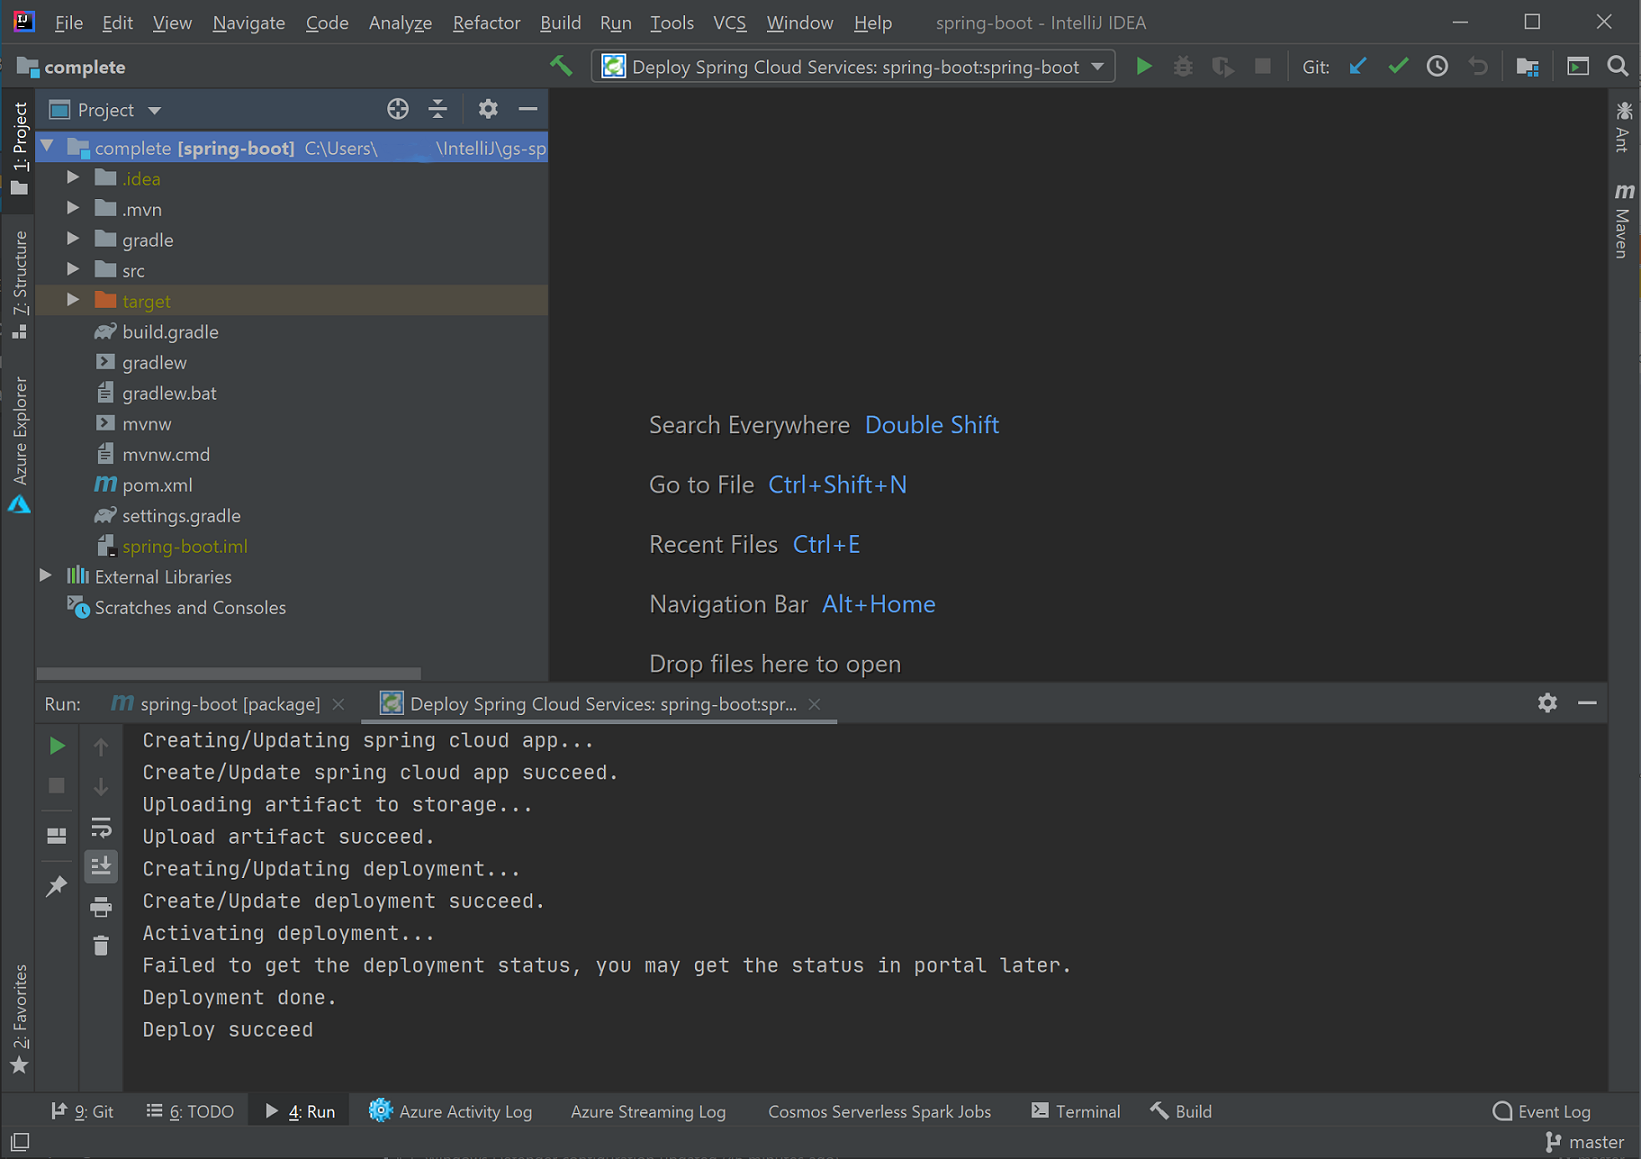 File Edit View Navigate Code Analyze Refactor Build Run Tools VCS Window Help spring-boot - IntelliJ IDEA
complete
Deploy Spring Cloud Services: spring-boot:spring-boot
Git:
1: Project
7: Structure
Azure Explorer
2: Favorites
Project
complete [spring-boot] C:\Users\ \IntelliJ\gs-sp
.idea
.mvn
gradle
src
target
build.gradle
gradlew
gradlew.bat
mvnw
mvnw.cmd
pom.xml
settings.gradle
spring-boot.iml
External Libraries
Scratches and Consoles
Search Everywhere Double Shift
Go to File Ctrl+Shift+N
Recent Files Ctrl+E
Navigation Bar Alt+Home
Drop files here to open
Ant
Maven
Run: spring-boot [package] Deploy Spring Cloud Services: spring-boot:spr...
Creating/Updating spring cloud app...
Create/Update spring cloud app succeed.
Uploading artifact to storage...
Upload artifact succeed.
Creating/Updating deployment...
Create/Update deployment succeed.
Activating deployment...
Failed to get the deployment status, you may get the status in portal later.
Deployment done.
Deploy succeed
9: Git 6: TODO 4: Run Azure Activity Log Azure Streaming Log Cosmos Serverless Spark Jobs Terminal Build Event Log
master